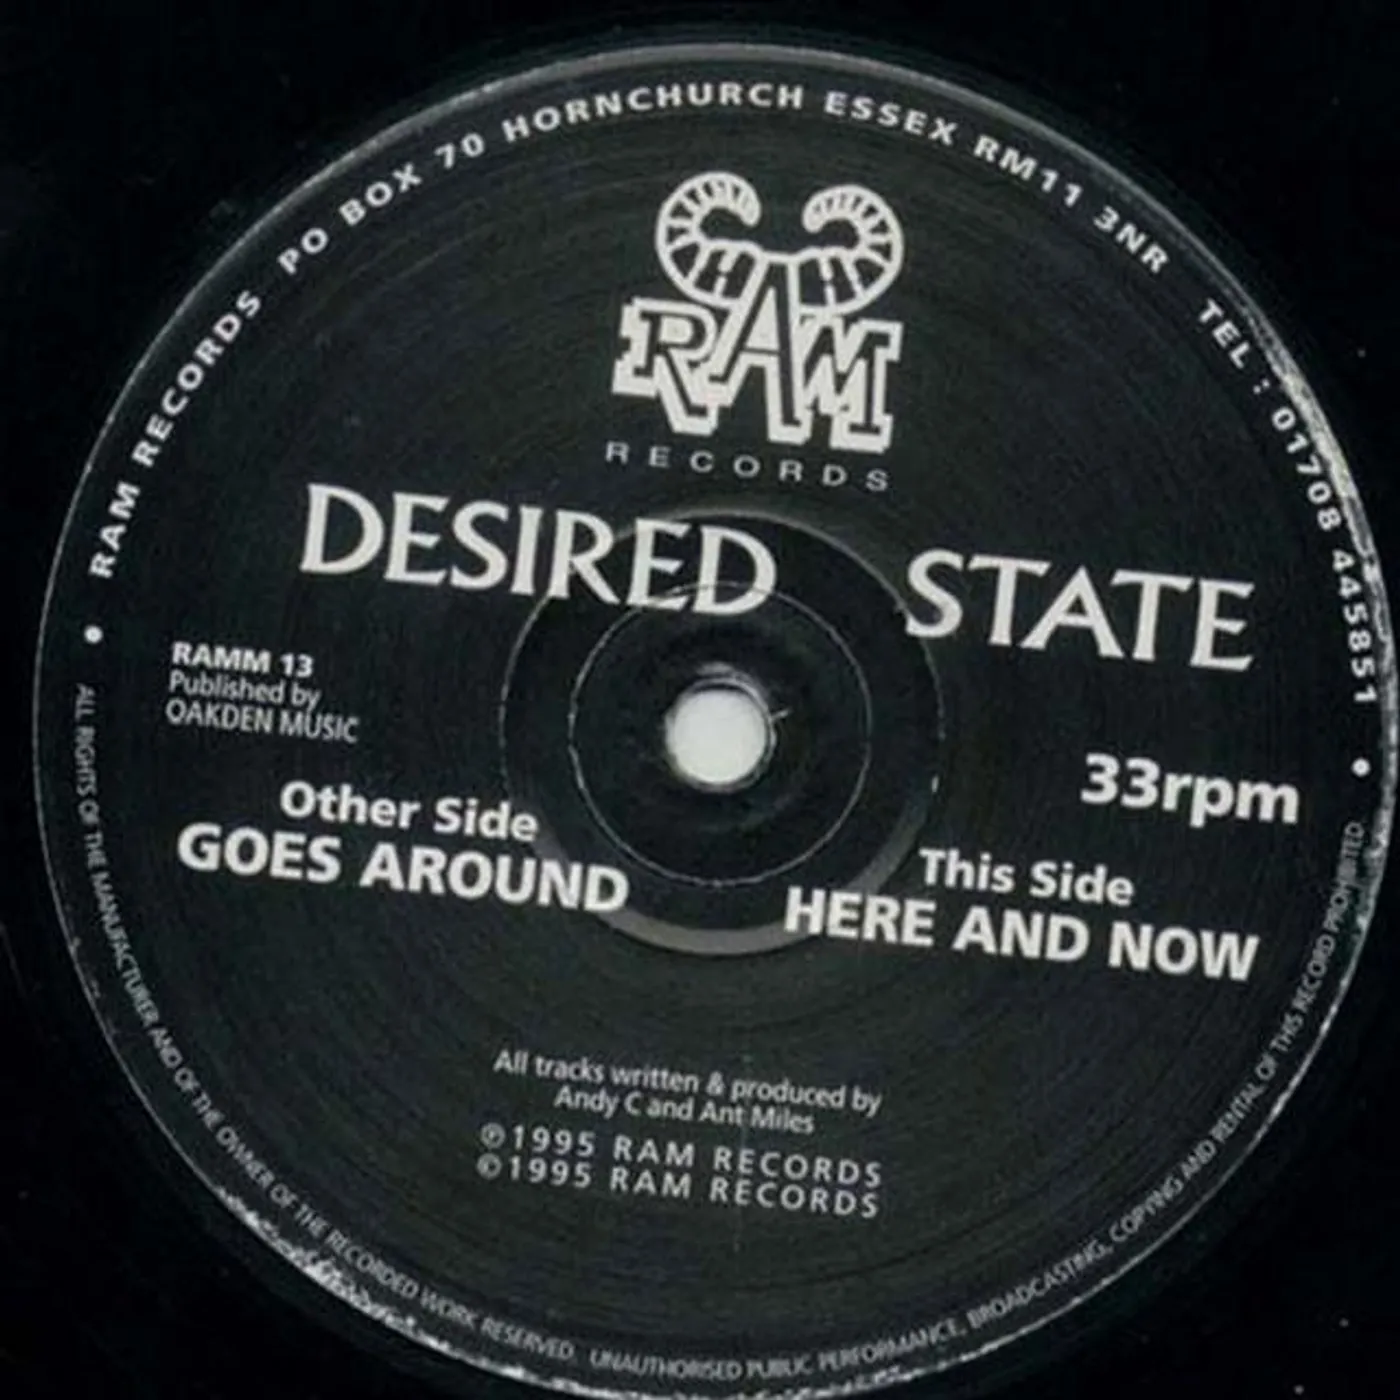 RAM RECORDS PO BOX 70 HORNCHURCH ESSEX RM11 3NR TEL : 01708 445851
RAM
RECORDS
DESIRED STATE
RAMM 13
Published by
OAKDEN MUSIC
33rpm
Other Side
GOES AROUND
This Side
HERE AND NOW
All tracks written & produced by
Andy C and Ant Miles
℗1995 RAM RECORDS
©1995 RAM RECORDS
ALL RIGHTS OF THE MANUFACTURER AND OF THE OWNER OF THE RECORDED WORK RESERVED. UNAUTHORISED PUBLIC PERFORMANCE, BROADCASTING, COPYING AND RENTAL OF THIS RECORD PROHIBITED